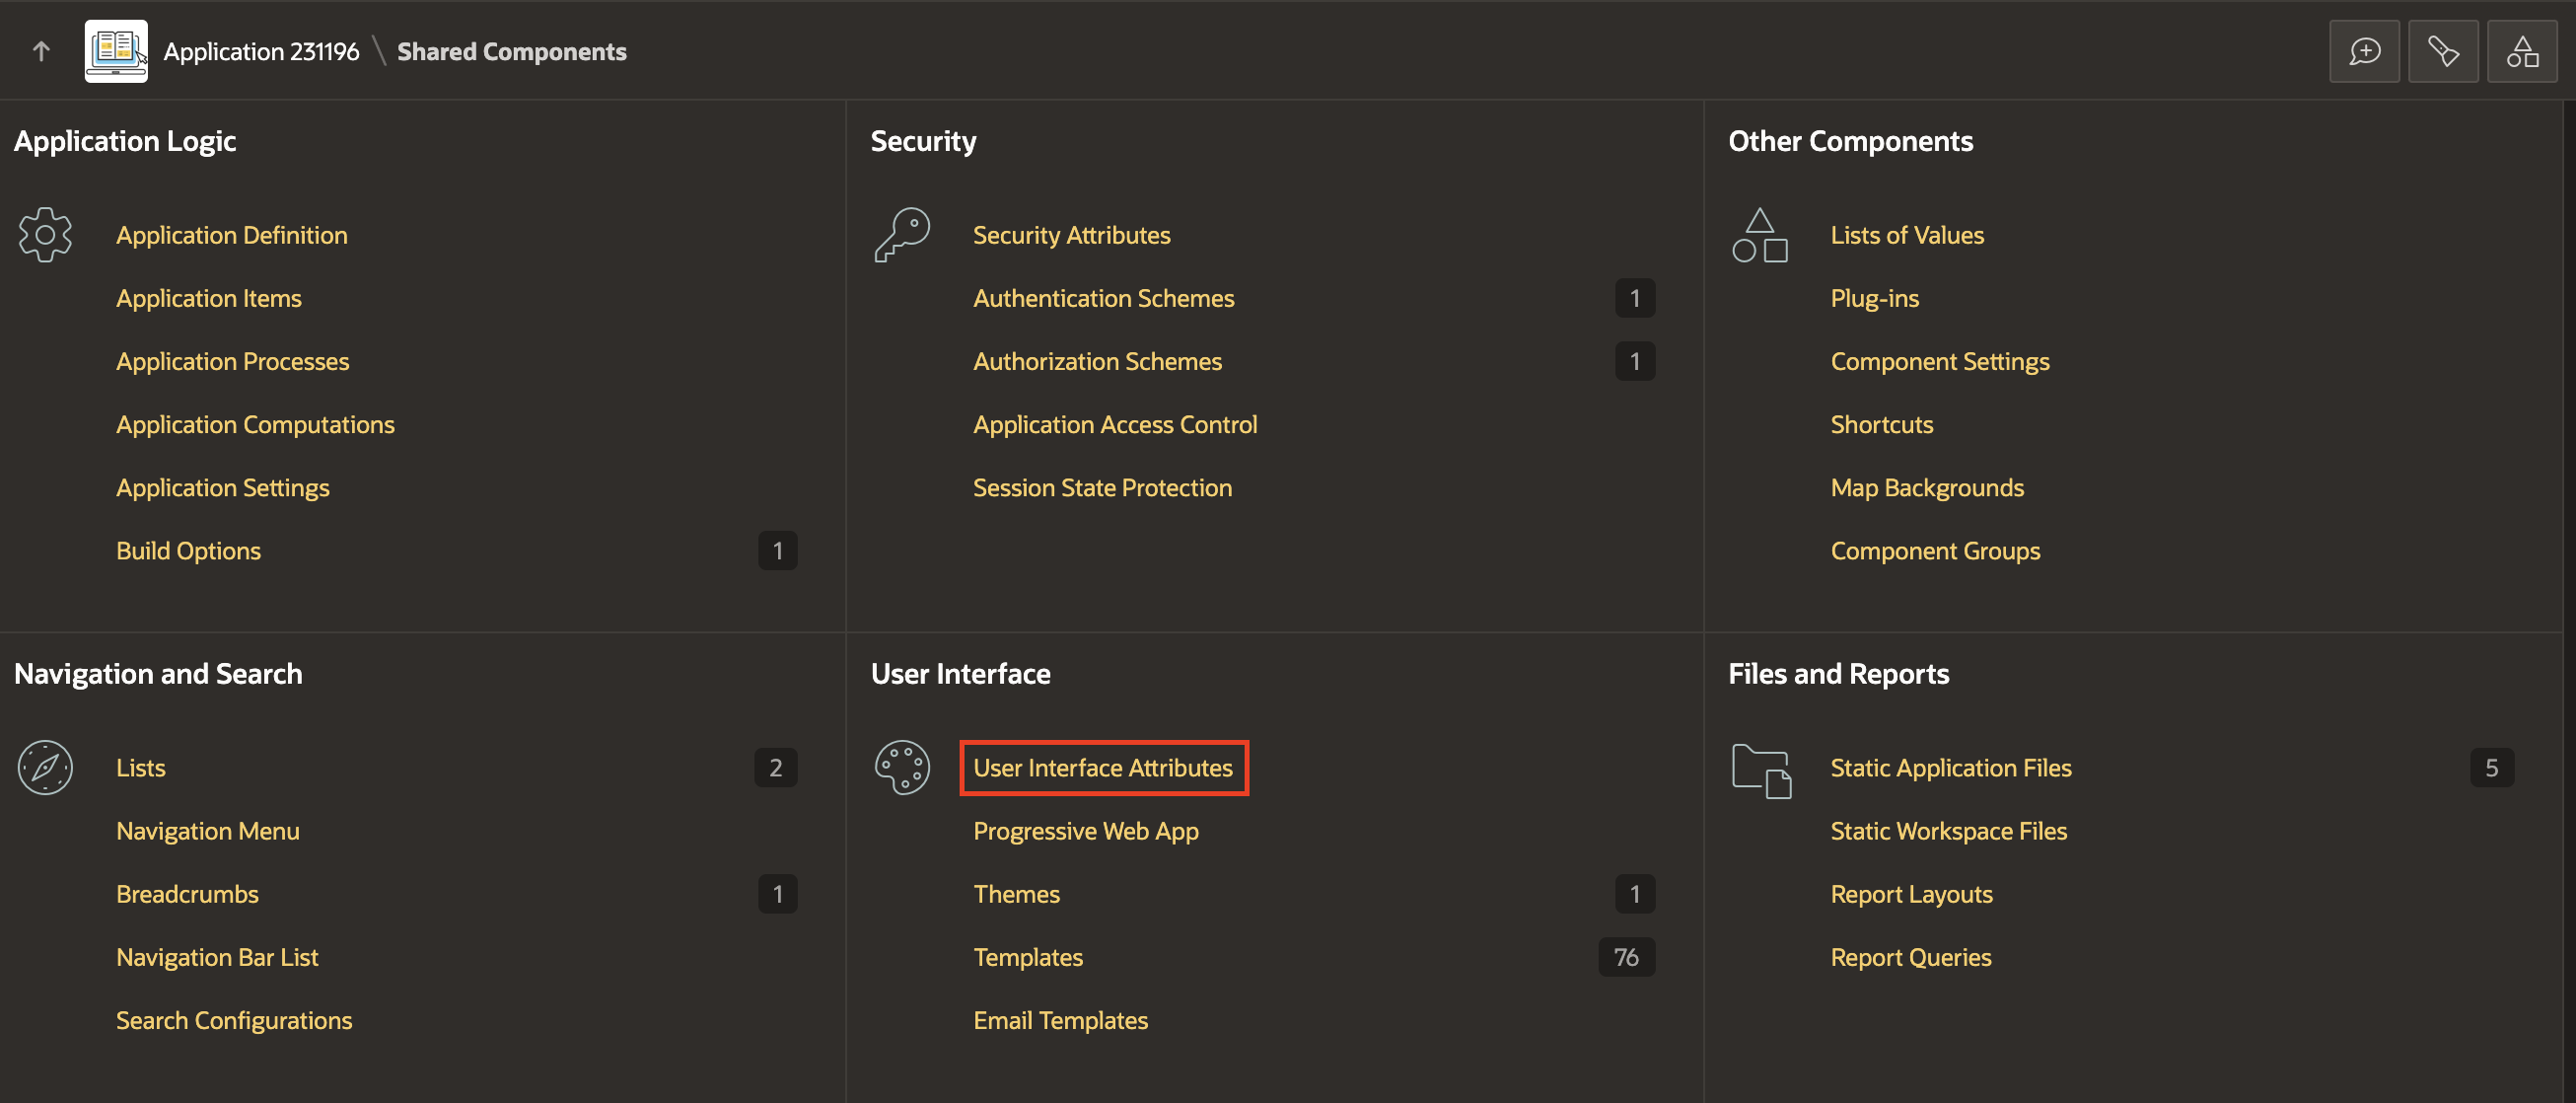 Application 231196 \ Shared Components
Application Logic
Application Definition
Application Items
Application Processes
Application Computations
Application Settings
Build Options 1
Security
Security Attributes
Authentication Schemes 1
Authorization Schemes 1
Application Access Control
Session State Protection
Other Components
Lists of Values
Plug-ins
Component Settings
Shortcuts
Map Backgrounds
Component Groups
Navigation and Search
Lists 2
Navigation Menu
Breadcrumbs 1
Navigation Bar List
Search Configurations
User Interface
User Interface Attributes
Progressive Web App
Themes 1
Templates 76
Email Templates
Files and Reports
Static Application Files 5
Static Workspace Files
Report Layouts
Report Queries